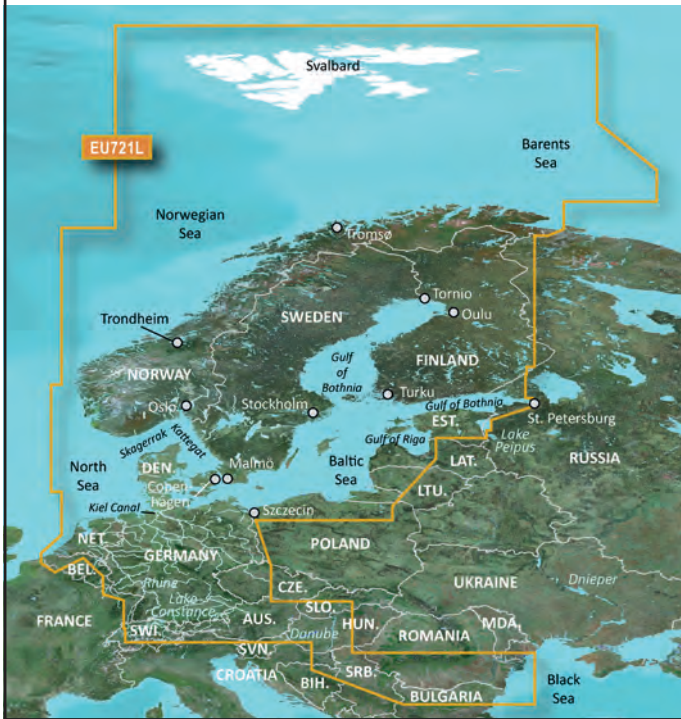 Svalbard
EU721L
Barents
Sea
Norwegian
Sea
Tromsø
Tornio
Oulu
SWEDEN
Trondheim
FINLAND
Gulf
of
Bothnia
NORWAY
Turku
Oslo
Stockholm
Gulf of Bothnia
St. Petersburg
EST.
Skagerrak
Kattegat
Gulf of Riga
Lake
Peipus
RUSSIA
North
Sea
DEN.
Malmö
Baltic
Sea
LAT.
Copen-
hagen
LTU.
Kiel Canal
Szczecin
NET.
POLAND
GERMANY
BEL.
UKRAINE
Dnieper
Rhine
CZE.
Lake
Constance
SLO.
FRANCE
AUS.
HUN.
MDA.
SWI.
Danube
ROMANIA
SVN.
CROATIA
SRB.
BIH.
BULGARIA
Black
Sea